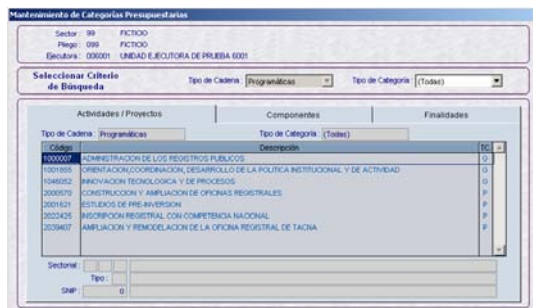 Mantenimiento de Categorías Presupuestarias
Sector : 99 FICTICIO
Pliego : 099 FICTICIO
Ejecutora : 006001 UNIDAD EJECUTORA DE PRUEBA 6001
Seleccionar Criterio de Búsqueda
Tipo de Cadena : Programáticas Tipo de Categoría : (Todas)
Actividades / Proyectos Componentes Finalidades
Tipo de Cadena : Programáticas Tipo de Categoría : (Todas)
Código Descripción TC
1000007 ADMINISTRACION DE LOS REGISTROS PUBLICOS G
1001865 ORIENTACION,COORDINACION, DESARROLLO DE LA POLITICA INSTITUCIONAL Y DE ACTIVIDAD G
1046052 INNOVACION TECNOLOGICA Y DE PROCESOS G
2000570 CONSTRUCCION Y AMPLIACION DE OFICINAS REGISTRALES P
2001621 ESTUDIOS DE PRE-INVERSION P
2022425 INSCRIPCION REGISTRAL CON COMPETENCIA NACIONAL P
2039407 AMPLIACION Y REMODELACION DE LA OFICINA REGISTRAL DE TACNA P
Sectorial :
Tipo :
SNIP : 0